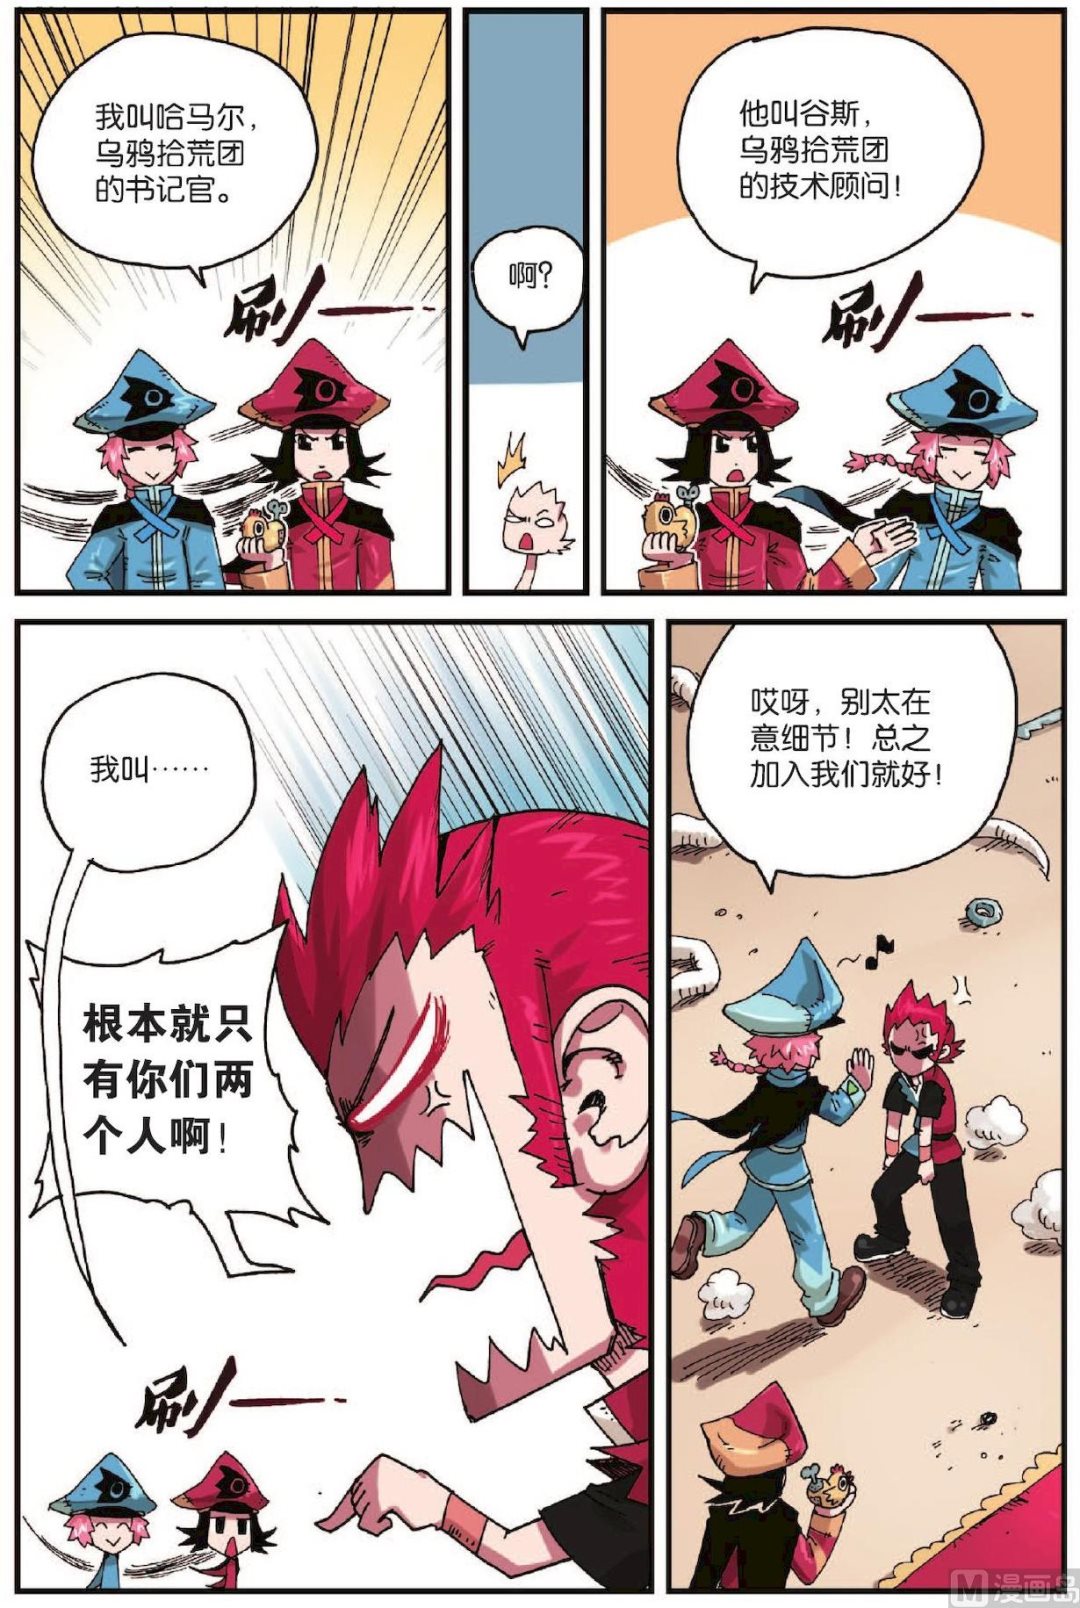 我叫哈马尔，
乌鸦拾荒团
的书记官。
刷一
啊？
他叫谷斯，
乌鸦拾荒团
的技术顾问！
刷一
我叫……
根本就只
有你们两
个人啊！
刷一
哎呀，别太在
意细节！总之
加入我们就好！
M 漫画岛